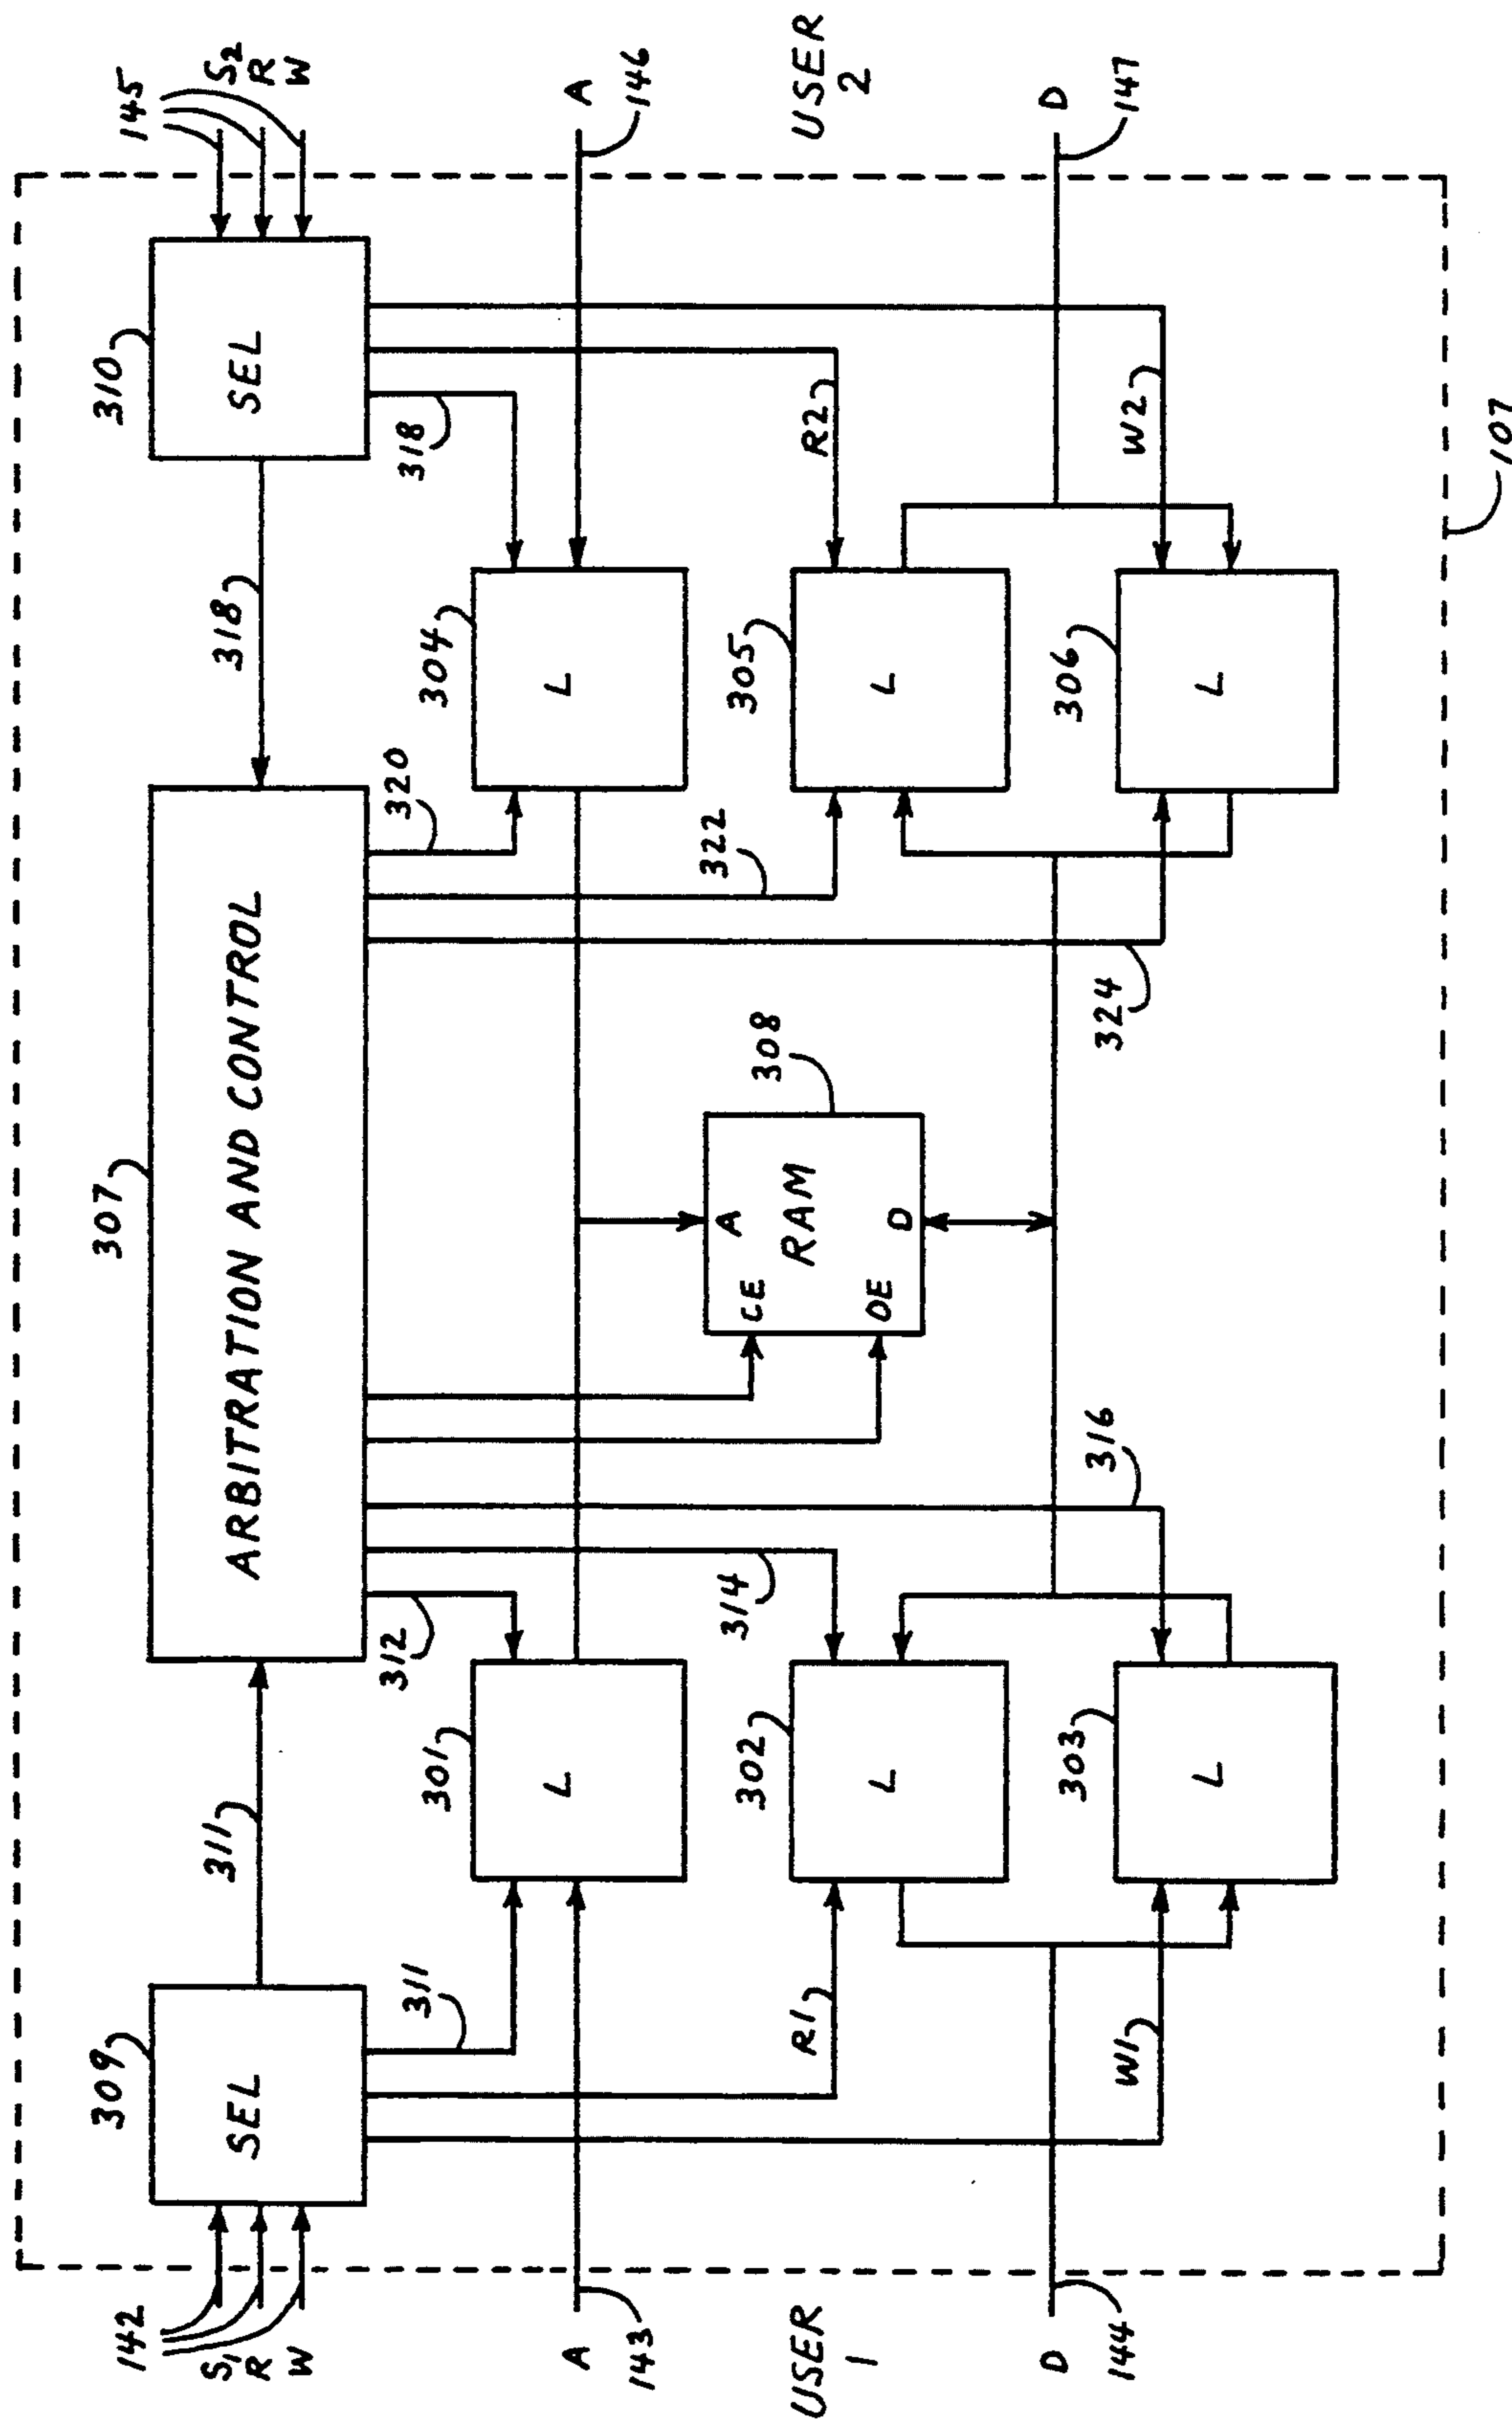 307
ARBITRATION AND CONTROL
309
SEL
310
SEL
142
S1
R
W
145
S2
R
W
311
318
311
312
320
318
301
L
304
L
A
143
A
146
314
322
308
CE
A
RAM
OE
D
R1
302
L
305
L
R2
USER
1
USER
2
316
324
W1
303
L
306
L
W2
D
144
D
147
107